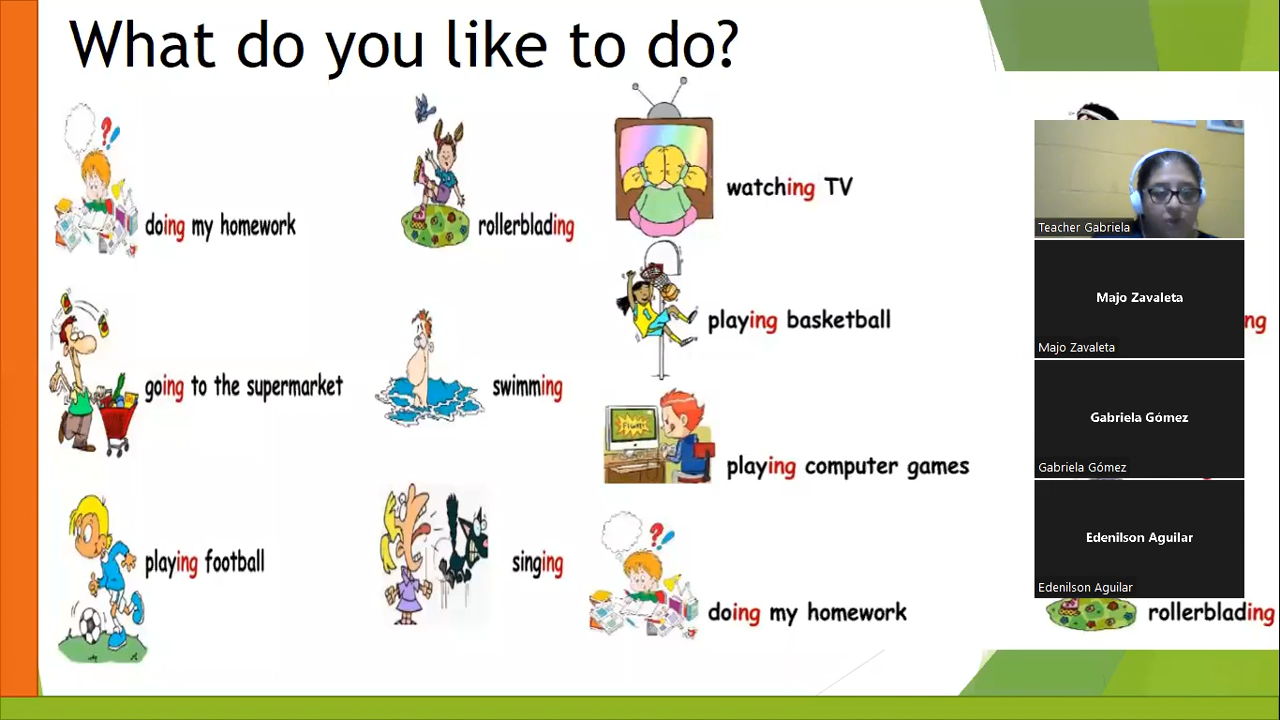 What do you like to do?
doing my homework
rollerblading
watching TV
going to the supermarket
swimming
playing basketball
playing computer games
playing football
singing
doing my homework
Teacher Gabriela
Majo Zavaleta
Majo Zavaleta
ng
Gabriela Gómez
Gabriela Gómez
Edenilson Aguilar
Edenilson Aguilar
rollerblading